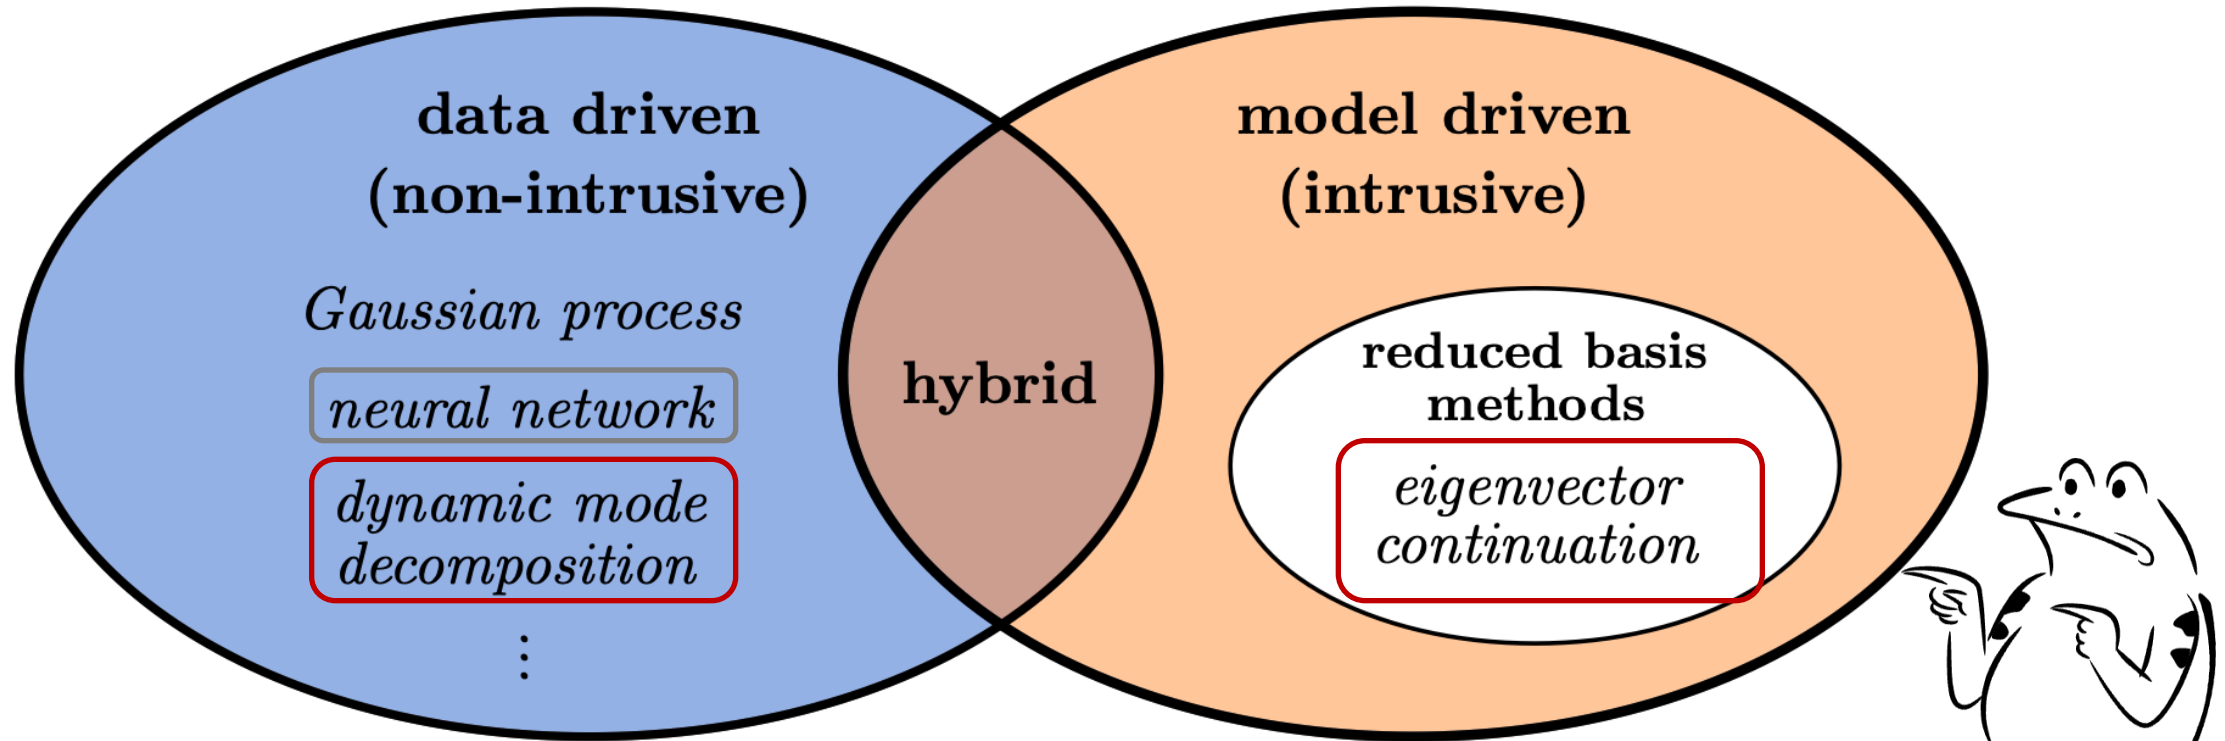 data driven
(non-intrusive)
Gaussian process
neural network
dynamic mode
decomposition
⋮
hybrid
model driven
(intrusive)
reduced basis
methods
eigenvector
continuation